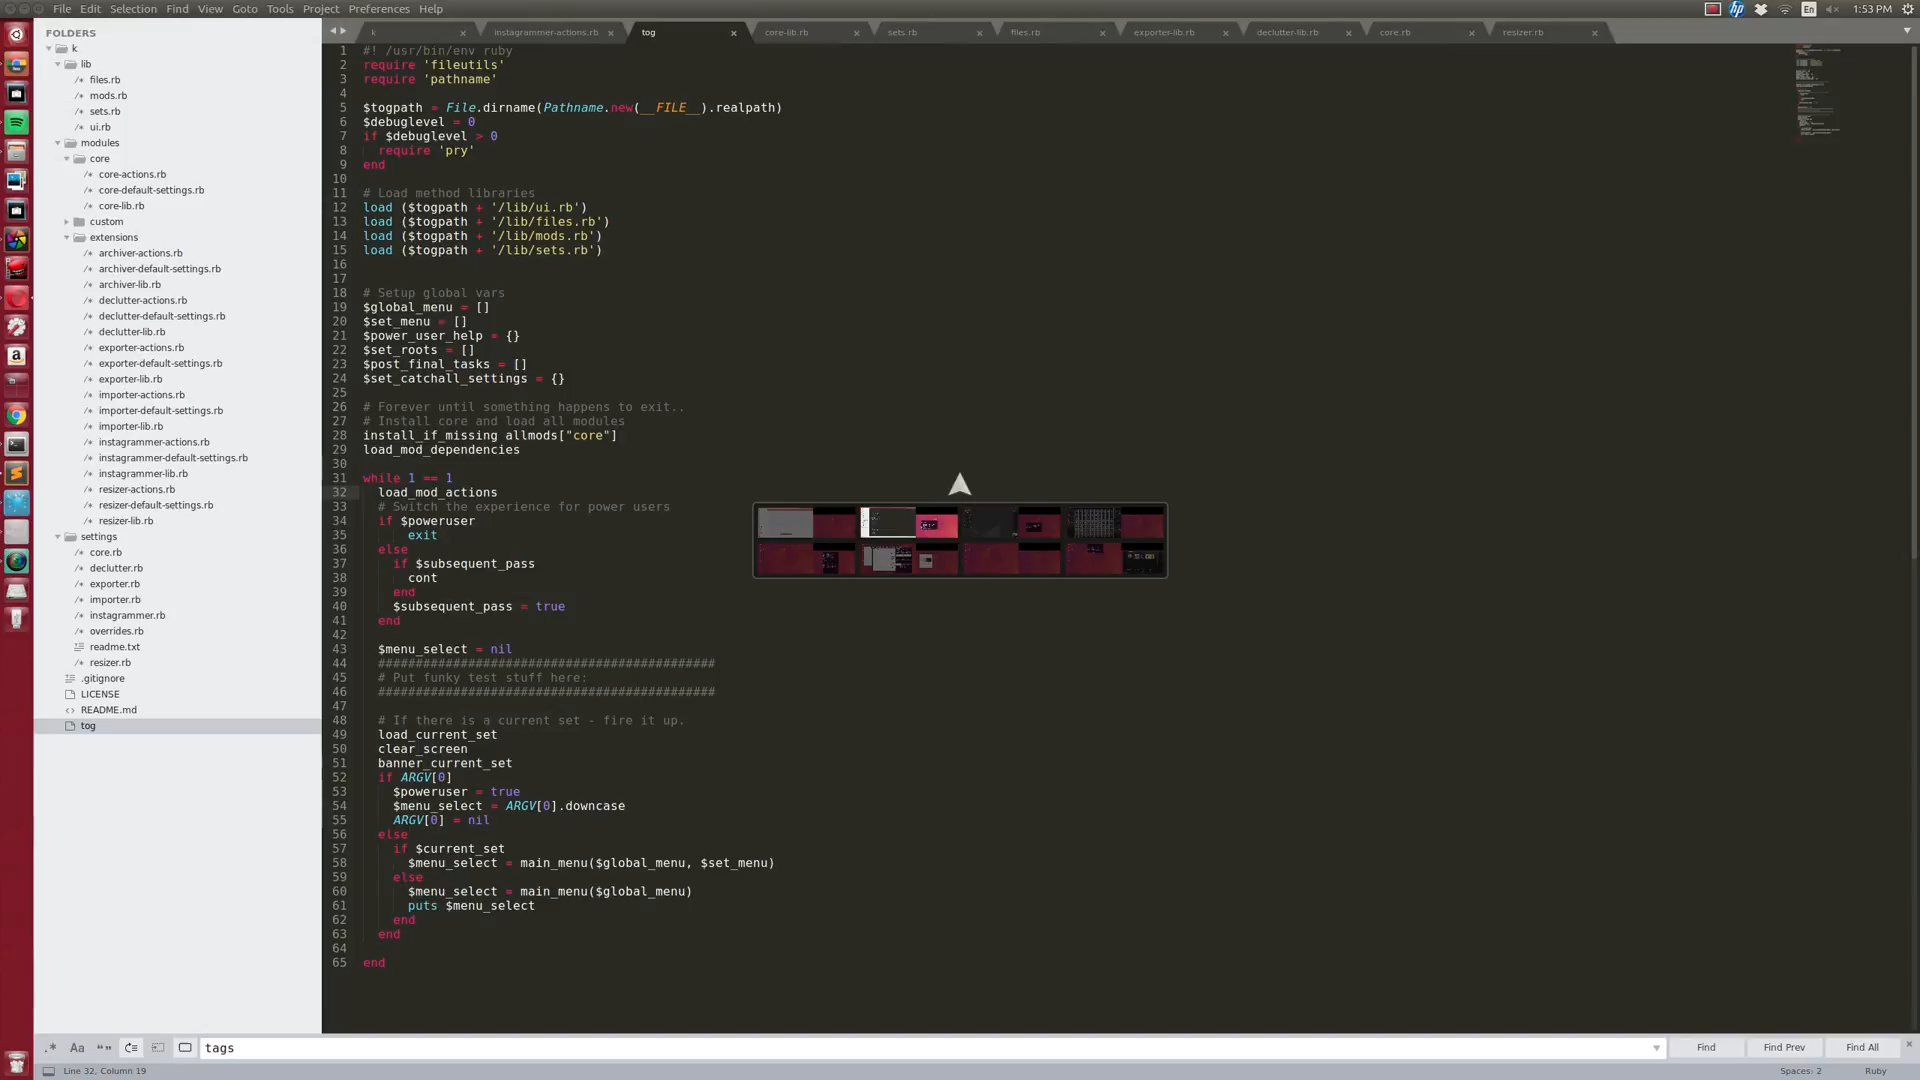 File Edit Selection Find View Goto Tools Project Preferences Help
hp
En
1:53 PM
FOLDERS
k
lib
files.rb
mods.rb
sets.rb
ui.rb
modules
core
core-actions.rb
core-default-settings.rb
core-lib.rb
custom
extensions
archiver-actions.rb
archiver-default-settings.rb
archiver-lib.rb
declutter-actions.rb
declutter-default-settings.rb
declutter-lib.rb
exporter-actions.rb
exporter-default-settings.rb
exporter-lib.rb
importer-actions.rb
importer-default-settings.rb
importer-lib.rb
instagrammer-actions.rb
instagrammer-default-settings.rb
instagrammer-lib.rb
resizer-actions.rb
resizer-default-settings.rb
resizer-lib.rb
settings
core.rb
declutter.rb
exporter.rb
importer.rb
instagrammer.rb
overrides.rb
readme.txt
resizer.rb
.gitignore
LICENSE
README.md
tog
k instagrammer-actions.rb tog core-lib.rb sets.rb files.rb exporter-lib.rb declutter-lib.rb core.rb resizer.rb
1 #! /usr/bin/env ruby
2 require 'fileutils'
3 require 'pathname'
4
5 $togpath = File.dirname(Pathname.new(__FILE__).realpath)
6 $debuglevel = 0
7 if $debuglevel > 0
8 require 'pry'
9 end
10
11 # Load method libraries
12 load ($togpath + '/lib/ui.rb')
13 load ($togpath + '/lib/files.rb')
14 load ($togpath + '/lib/mods.rb')
15 load ($togpath + '/lib/sets.rb')
16
17
18 # Setup global vars
19 $global_menu = []
20 $set_menu = []
21 $power_user_help = {}
22 $set_roots = []
23 $post_final_tasks = []
24 $set_catchall_settings = {}
25
26 # Forever until something happens to exit..
27 # Install core and load all modules
28 install_if_missing allmods["core"]
29 load_mod_dependencies
30
31 while 1 == 1
32 load_mod_actions
33 # Switch the experience for power users
34 if $poweruser
35 exit
36 else
37 if $subsequent_pass
38 cont
39 end
40 $subsequent_pass = true
41 end
42
43 $menu_select = nil
44 #############################################
45 # Put funky test stuff here:
46 #############################################
47
48 # If there is a current set - fire it up.
49 load_current_set
50 clear_screen
51 banner_current_set
52 if ARGV[0]
53 $poweruser = true
54 $menu_select = ARGV[0].downcase
55 ARGV[0] = nil
56 else
57 if $current_set
58 $menu_select = main_menu($global_menu, $set_menu)
59 else
60 $menu_select = main_menu($global_menu)
61 puts $menu_select
62 end
63 end
64
65 end
.* Aa "" tags Find Find Prev Find All
Line 32, Column 19 Spaces: 2 Ruby